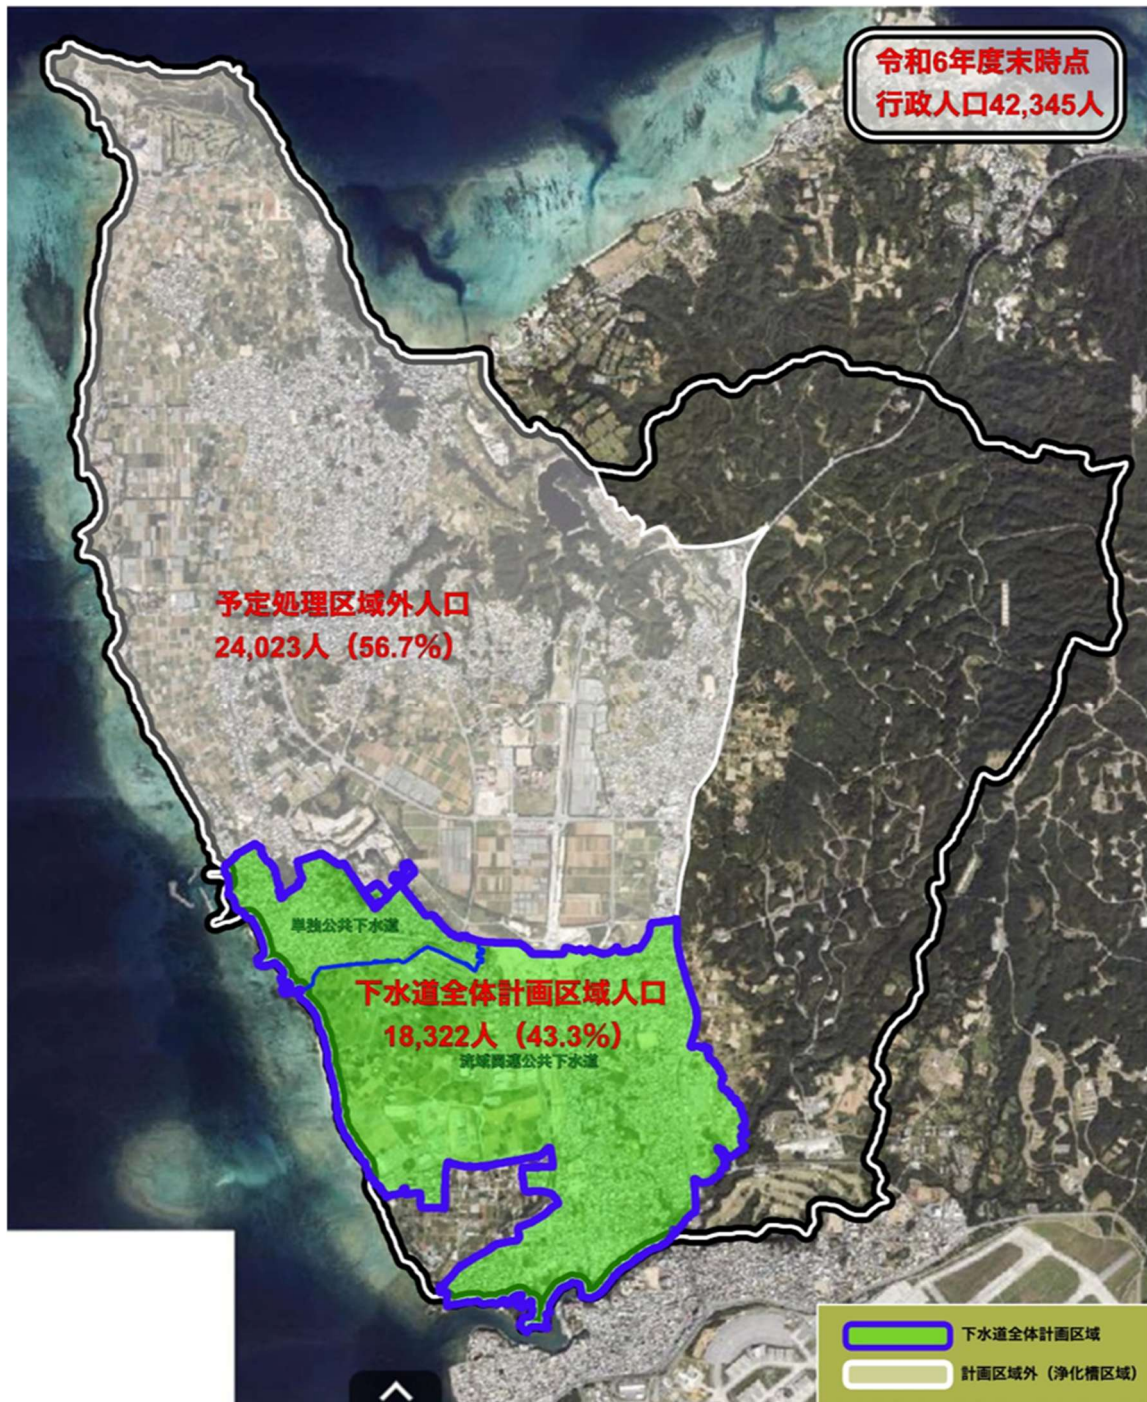 令和6年度末時点
行政人口42,345人
予定処理区域外人口
24,023人（56.7%）
単独公共下水道
下水道全体計画区域人口
18,322人（43.3%）
流域関連公共下水道
下水道全体計画区域
計画区域外（浄化槽区域）